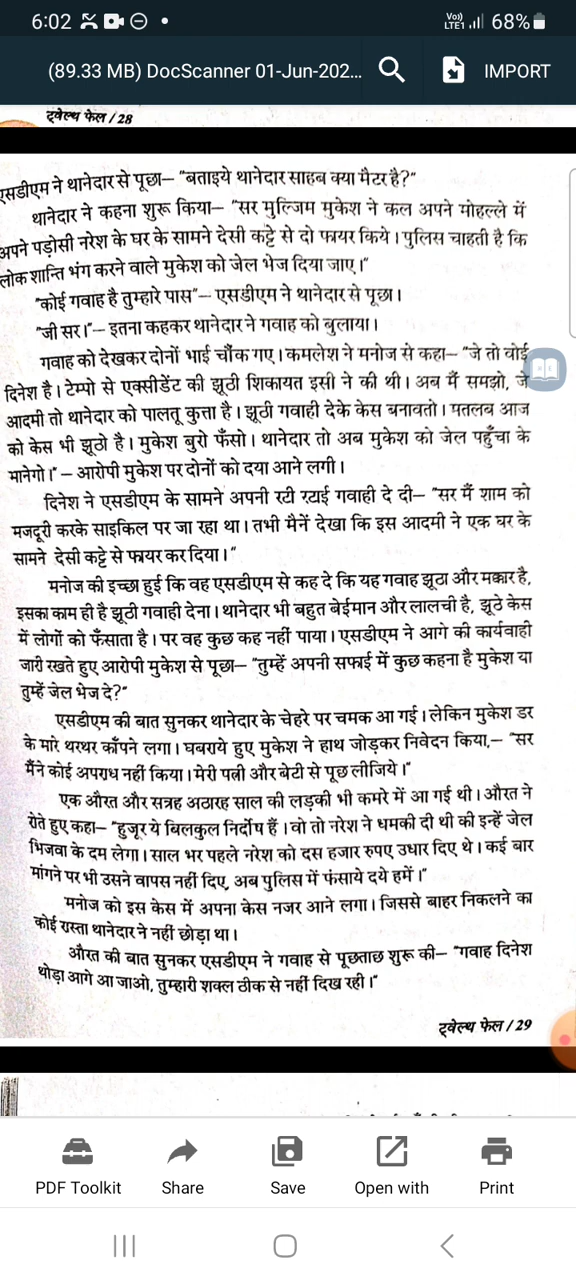 6:02
Vo)) LTE1 68%
(89.33 MB) DocScanner 01-Jun-202...
IMPORT
ट्वेल्थ फेल / 28
एसडीएम ने थानेदार से पूछा– "बताइये थानेदार साहब क्या मैटर है?"
थानेदार ने कहना शुरू किया– "सर मुल्जिम मुकेश ने कल अपने मोहल्ले में
अपने पड़ोसी नरेश के घर के सामने देसी कट्टे से दो फायर किये। पुलिस चाहती है कि
लोक शान्ति भंग करने वाले मुकेश को जेल भेज दिया जाए।"
"कोई गवाह है तुम्हारे पास"– एसडीएम ने थानेदार से पूछा।
"जी सर।"– इतना कहकर थानेदार ने गवाह को बुलाया।
गवाह को देखकर दोनों भाई चौंक गए। कमलेश ने मनोज से कहा– "जे तो वोई
दिनेश है। टेम्पो से एक्सीडेंट की झूठी शिकायत इसी ने की थी। अब मैं समझो, जे
आदमी तो थानेदार को पालतू कुत्ता है। झूठी गवाही देके केस बनावतो। मतलब आज
को केस भी झूठो है। मुकेश बुरो फँसो। थानेदार तो अब मुकेश को जेल पहुँचा के
मानेगो।" – आरोपी मुकेश पर दोनों को दया आने लगी।
दिनेश ने एसडीएम के सामने अपनी रटी रटाई गवाही दे दी– "सर मैं शाम को
मजदूरी करके साइकिल पर जा रहा था। तभी मैनें देखा कि इस आदमी ने एक घर के
सामने देसी कट्टे से फायर कर दिया।"
मनोज की इच्छा हुई कि वह एसडीएम से कह दे कि यह गवाह झूठा और मक्कार है,
इसका काम ही है झूठी गवाही देना। थानेदार भी बहुत बेईमान और लालची है, झूठे केस
में लोगों को फँसाता है। पर वह कुछ कह नहीं पाया। एसडीएम ने आगे की कार्यवाही
जारी रखते हुए आरोपी मुकेश से पूछा– "तुम्हें अपनी सफाई में कुछ कहना है मुकेश या
तुम्हें जेल भेज दे?"
एसडीएम की बात सुनकर थानेदार के चेहरे पर चमक आ गई। लेकिन मुकेश डर
के मारे थरथर काँपने लगा। घबराये हुए मुकेश ने हाथ जोड़कर निवेदन किया,– "सर
मैंने कोई अपराध नहीं किया। मेरी पत्नी और बेटी से पूछ लीजिये।"
एक औरत और सत्रह अठारह साल की लड़की भी कमरे में आ गई थी। औरत ने
रोते हुए कहा– "हुजूर ये बिलकुल निर्दोष हैं। वो तो नरेश ने धमकी दी थी की इन्हें जेल
भिजवा के दम लेगा। साल भर पहले नरेश को दस हजार रुपए उधार दिए थे। कई बार
मांगने पर भी उसने वापस नहीं दिए, अब पुलिस में फंसाये दये हमें।"
मनोज को इस केस में अपना केस नजर आने लगा। जिससे बाहर निकलने का
कोई रास्ता थानेदार ने नहीं छोड़ा था।
औरत की बात सुनकर एसडीएम ने गवाह से पूछताछ शुरू की– "गवाह दिनेश
थोड़ा आगे आ जाओ, तुम्हारी शक्ल ठीक से नहीं दिख रही।"
ट्वेल्थ फेल / 29
PDF Toolkit
Share
Save
Open with
Print